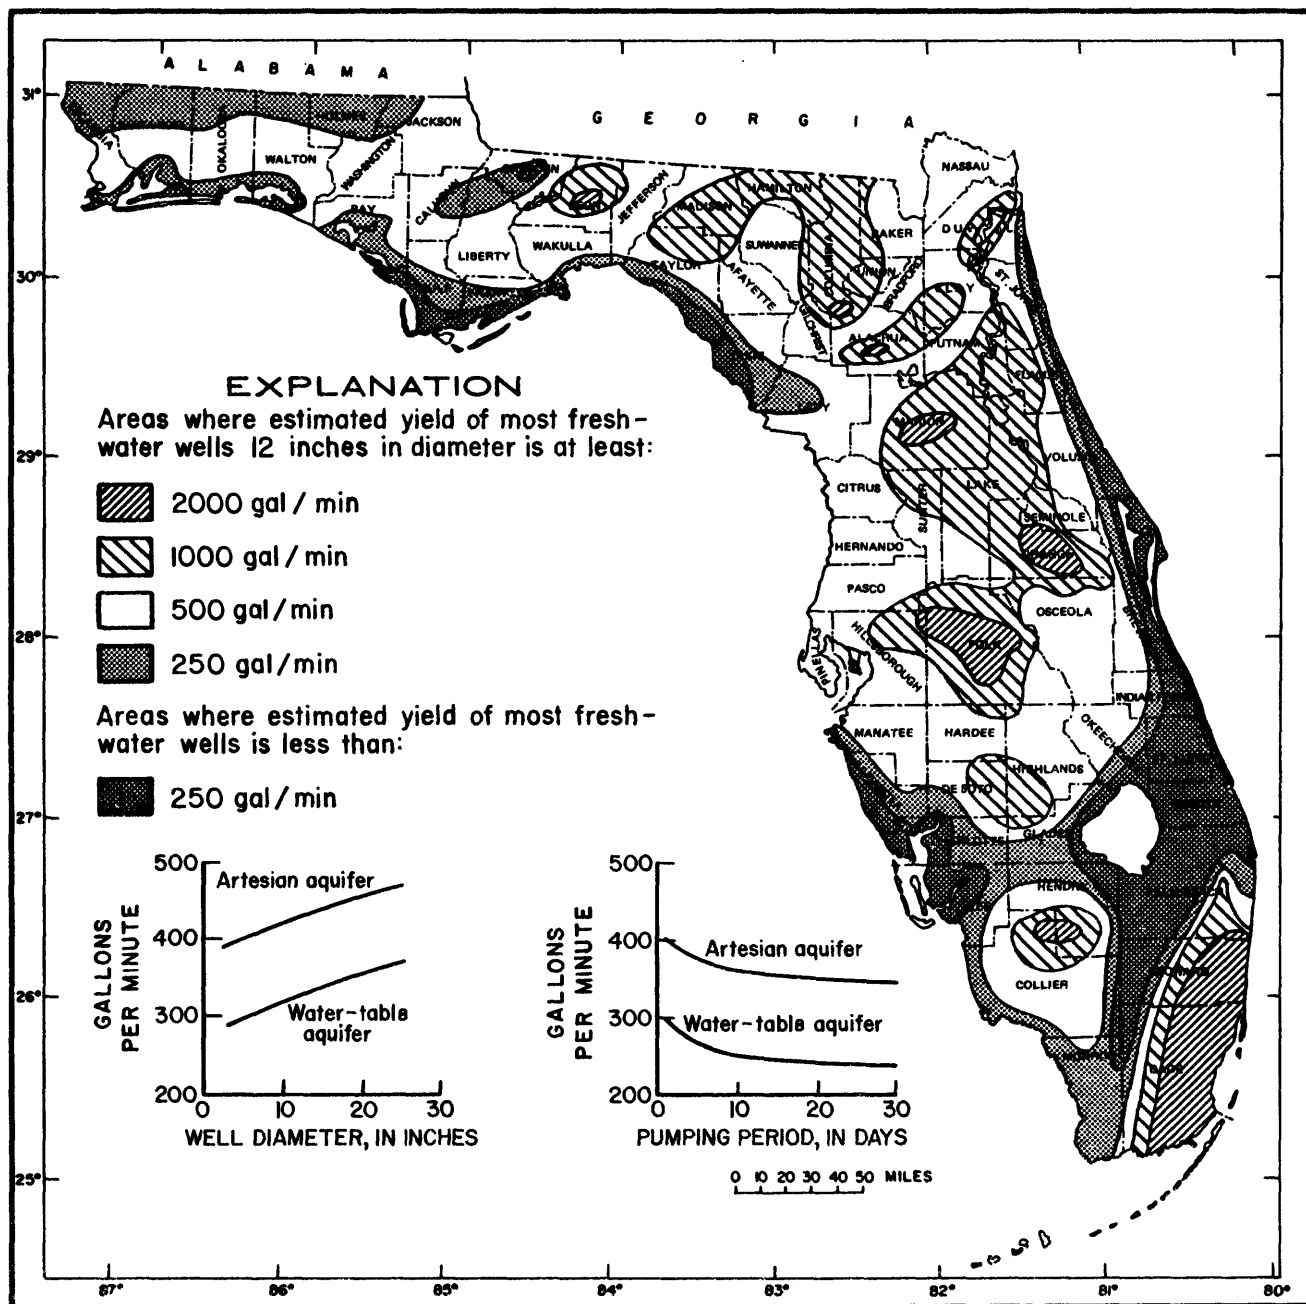 ALABAMA
GEORGIA
31°
30°
29°
28°
27°
26°
25°
87°
86°
85°
84°
83°
82°
81°
80°
OKALOOSA
WALTON
HOLMES
JACKSON
WASHINGTON
BAY
CALHOUN
LIBERTY
WAKULLA
JEFFERSON
MADISON
TAYLOR
HAMILTON
SUWANNEE
LAFAYETTE
COLUMBIA
BAKER
NASSAU
UNION
BRADFORD
GILCHRIST
ALACHUA
PUTNAM
LEVY
MARION
VOLUSIA
CITRUS
SUMTER
LAKE
SEMINOLE
HERNANDO
PASCO
OSCEOLA
PINELLAS
HILLSBOROUGH
POLK
MANATEE
HARDEE
HIGHLANDS
DE SOTO
GLADES
HENDRY
COLLIER
DADE
EXPLANATION
Areas where estimated yield of most fresh-
water wells 12 inches in diameter is at least:
2000 gal/min
1000 gal/min
500 gal/min
250 gal/min
Areas where estimated yield of most fresh-
water wells is less than:
250 gal/min
500
400
300
200
GALLONS
PER MINUTE
Artesian aquifer
Water-table
aquifer
0 10 20 30
WELL DIAMETER, IN INCHES
500
400
300
200
GALLONS
PER MINUTE
Artesian aquifer
Water-table aquifer
0 10 20 30
PUMPING PERIOD, IN DAYS
0 10 20 30 40 50 MILES